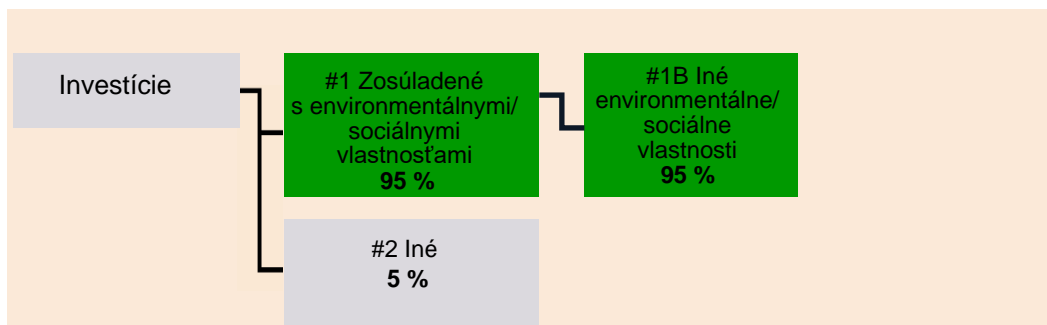 Investície
#1 Zosúladené
s environmentálnymi/
sociálnymi
vlastnosťami
95 %
#1B Iné
environmentálne/
sociálne
vlastnosti
95 %
#2 Iné
5 %